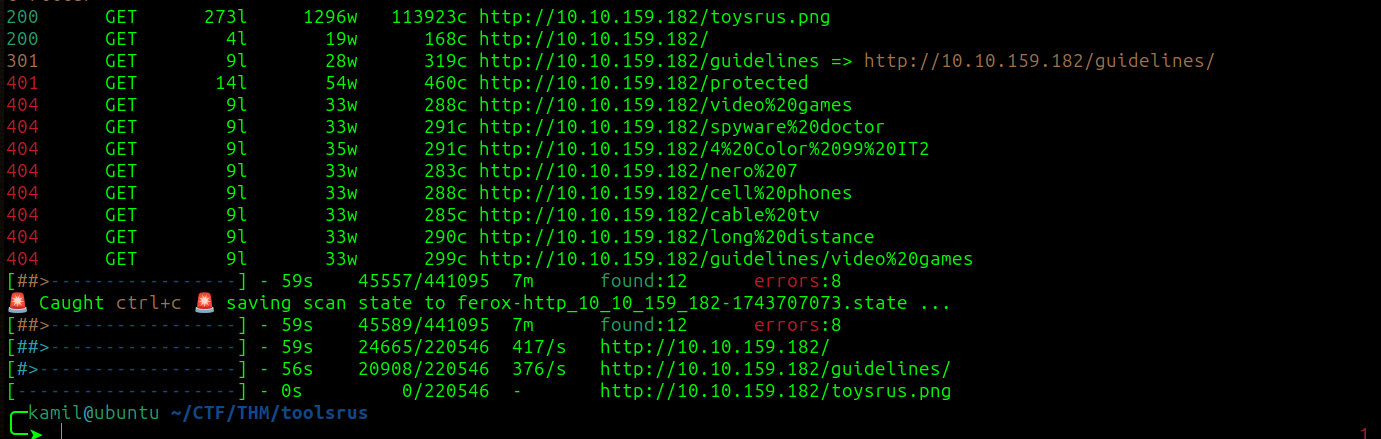 200 GET 273l 1296w 113923c http://10.10.159.182/toysrus.png
200 GET 4l 19w 168c http://10.10.159.182/
301 GET 9l 28w 319c http://10.10.159.182/guidelines => http://10.10.159.182/guidelines/
401 GET 14l 54w 460c http://10.10.159.182/protected
404 GET 9l 33w 288c http://10.10.159.182/video%20games
404 GET 9l 33w 291c http://10.10.159.182/spyware%20doctor
404 GET 9l 35w 291c http://10.10.159.182/4%20Color%2099%20IT2
404 GET 9l 33w 283c http://10.10.159.182/nero%207
404 GET 9l 33w 288c http://10.10.159.182/cell%20phones
404 GET 9l 33w 285c http://10.10.159.182/cable%20tv
404 GET 9l 33w 290c http://10.10.159.182/long%20distance
404 GET 9l 33w 299c http://10.10.159.182/guidelines/video%20games
[##>-----------------] - 59s 45557/441095 7m found:12 errors:8
🚨 Caught ctrl+c 🚨 saving scan state to ferox-http_10_10_159_182-1743707073.state ...
[##>-----------------] - 59s 45589/441095 7m found:12 errors:8
[##>-----------------] - 59s 24665/220546 417/s http://10.10.159.182/
[#>------------------] - 56s 20908/220546 376/s http://10.10.159.182/guidelines/
[--------------------] - 0s 0/220546 - http://10.10.159.182/toysrus.png
kamil@ubuntu ~/CTF/THM/toolsrus